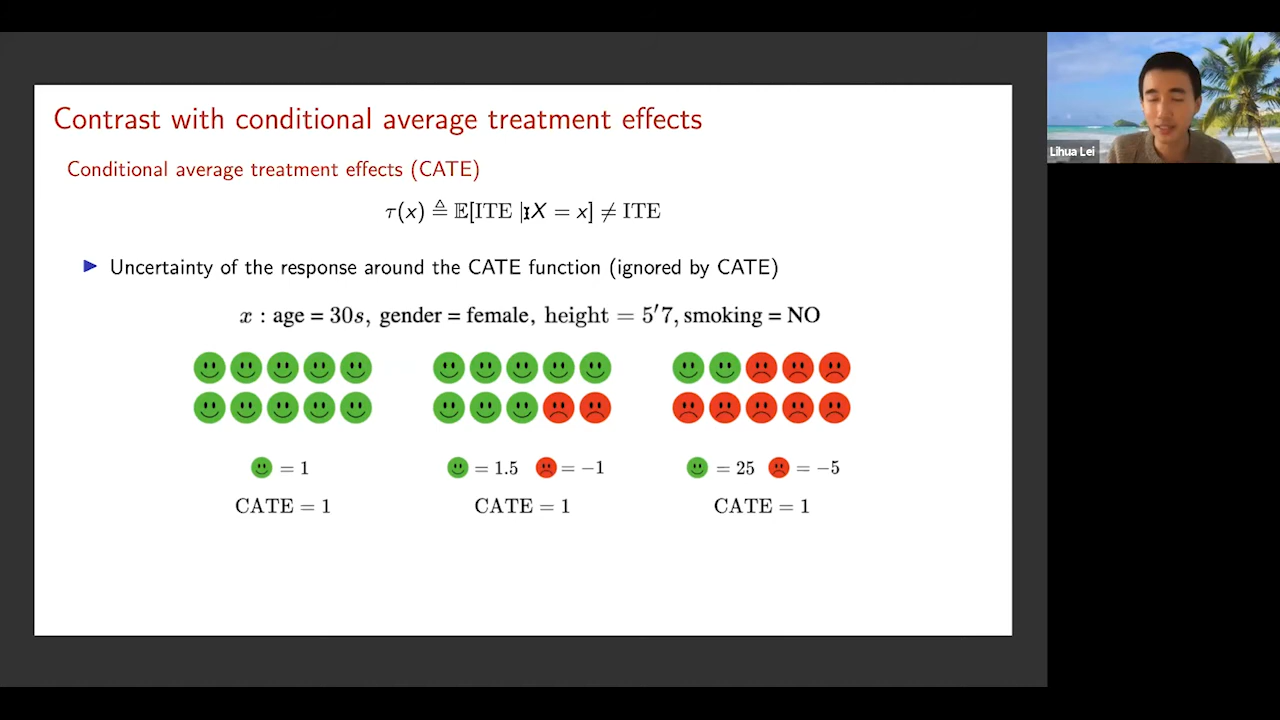 Contrast with conditional average treatment effects
Conditional average treatment effects (CATE)
τ(x) ≜ 𝔼[ITE | X = x] ≠ ITE
Uncertainty of the response around the CATE function (ignored by CATE)
x : age = 30s, gender = female, height = 5′7, smoking = NO
= 1
= 1.5 = −1
= 25 = −5
CATE = 1
CATE = 1
CATE = 1
Lihua Lei